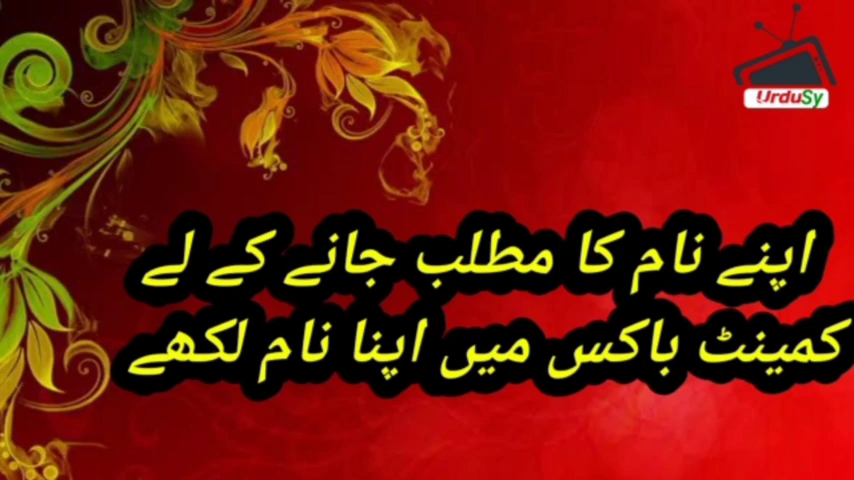 UrduSy
اپنے نام کا مطلب جانے کے لے
کمینٹ باکس میں اپنا نام لکھے